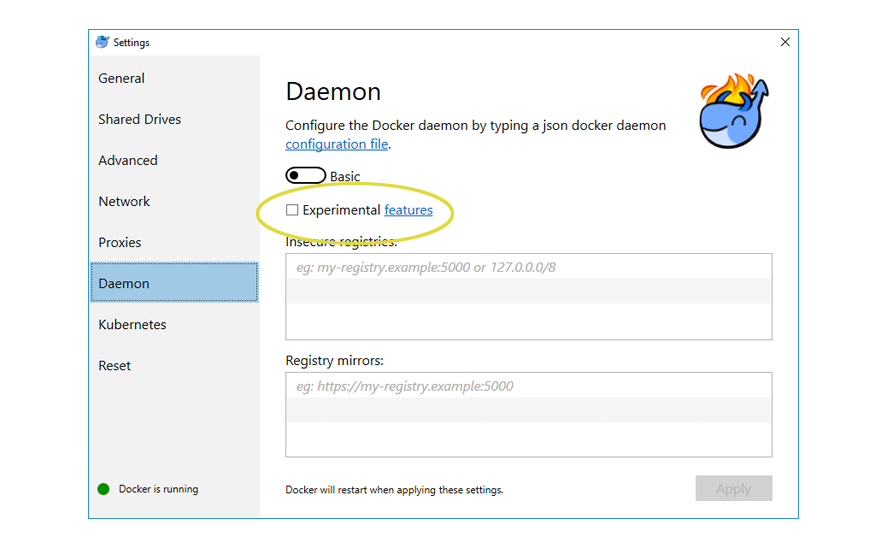 Settings
General
Shared Drives
Advanced
Network
Proxies
Daemon
Kubernetes
Reset
Docker is running
Daemon
Configure the Docker daemon by typing a json docker daemon
configuration file.
Basic
Experimental features
Insecure registries:
eg: my-registry.example:5000 or 127.0.0.0/8
Registry mirrors:
eg: https://my-registry.example:5000
Docker will restart when applying these settings.
Apply